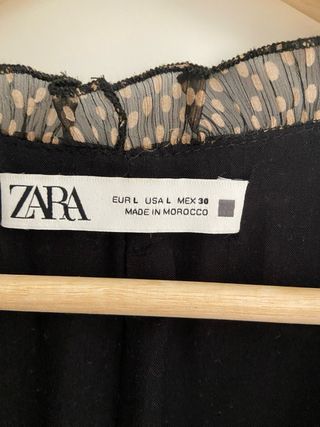 ZARA
EUR L USA L MEX 30
MADE IN MOROCCO